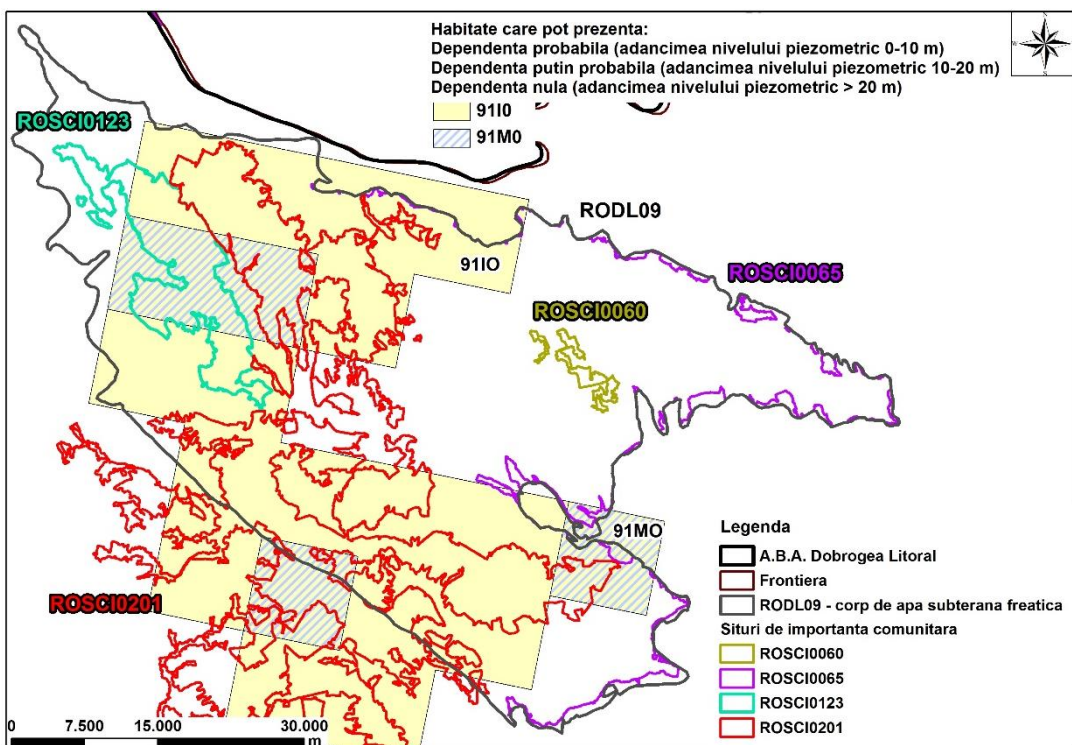 Habitate care pot prezenta:
Dependenta probabila (adancimea nivelului piezometric 0-10 m)
Dependenta putin probabila (adancimea nivelului piezometric 10-20 m)
Dependenta nula (adancimea nivelului piezometric > 20 m)
91I0
91M0
N
E
S
W
ROSCI0123
RODL09
91IO
ROSCI0065
ROSCI0060
91MO
ROSCI0201
Legenda
A.B.A. Dobrogea Litoral
Frontiera
RODL09 - corp de apa subterana freatica
Situri de importanta comunitara
ROSCI0060
ROSCI0065
ROSCI0123
ROSCI0201
0 7.500 15.000 30.000
m